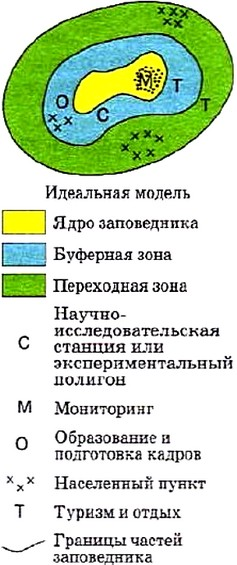 М
Т
О
С
Т
Идеальная модель
Ядро заповедника
Буферная зона
Переходная зона
Научно-
исследовательская
С станция или
экспериментальный
полигон
М Мониторинг
О Образование и
подготовка кадров
Населенный пункт
Т Туризм и отдых
Границы частей
заповедника